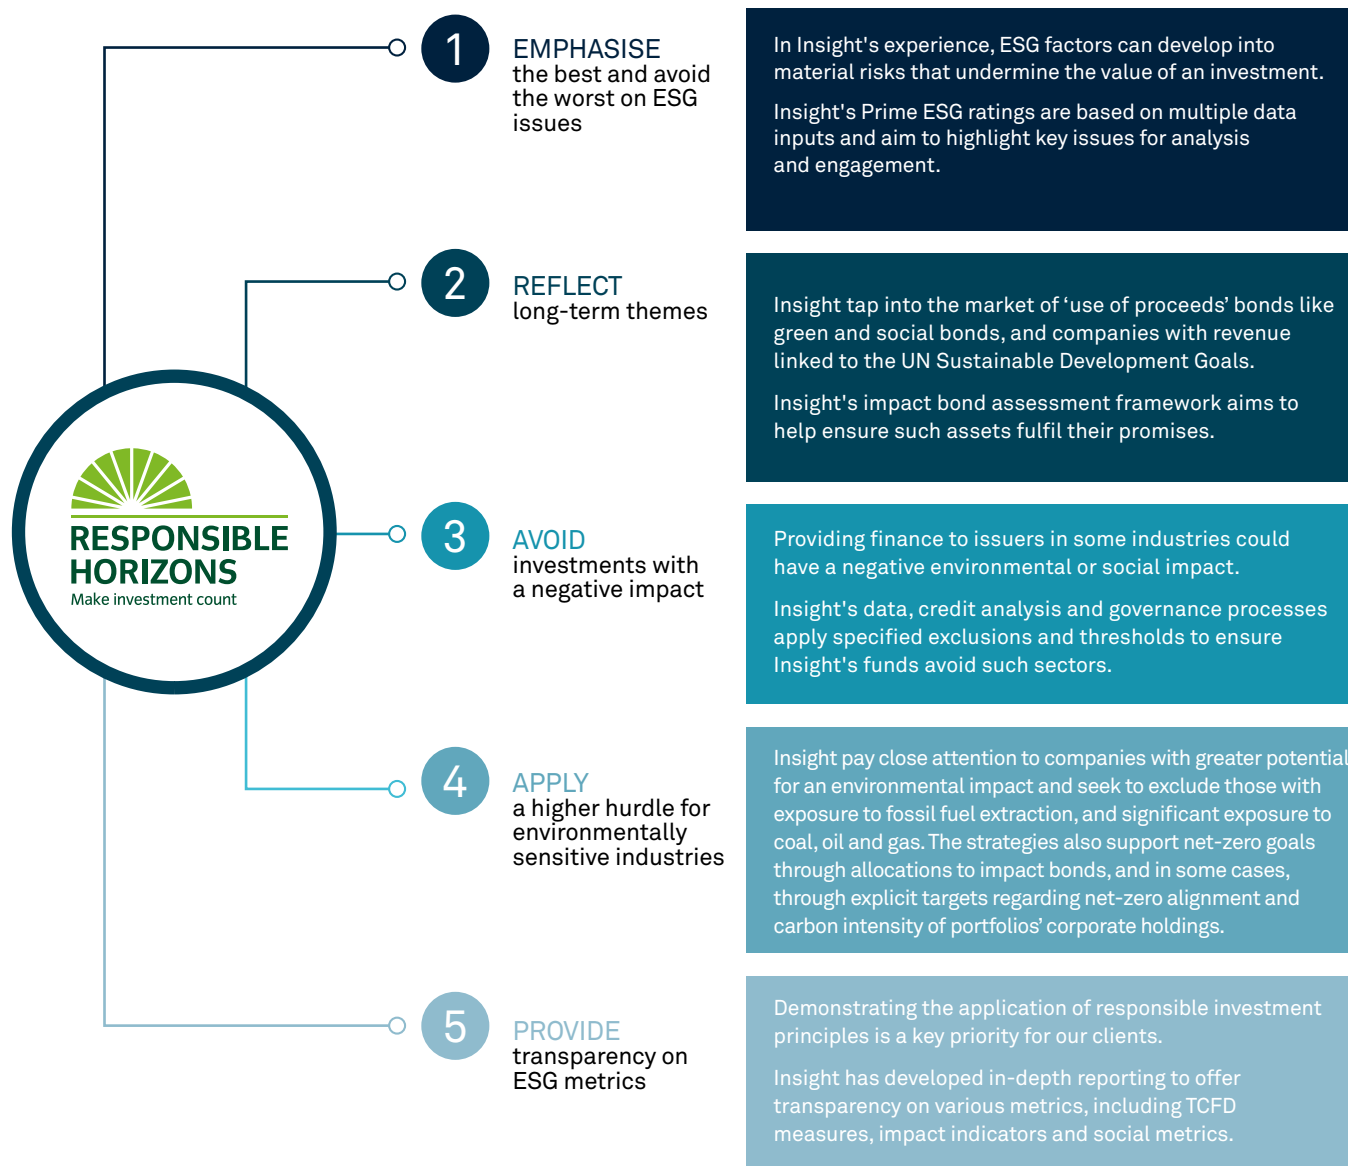 1
EMPHASISE
the best and avoid
the worst on ESG
issues
In Insight's experience, ESG factors can develop into
material risks that undermine the value of an investment.
Insight's Prime ESG ratings are based on multiple data
inputs and aim to highlight key issues for analysis
and engagement.
2
REFLECT
long-term themes
Insight tap into the market of ‘use of proceeds’ bonds like
green and social bonds, and companies with revenue
linked to the UN Sustainable Development Goals.
Insight's impact bond assessment framework aims to
help ensure such assets fulfil their promises.
RESPONSIBLE
HORIZONS
Make investment count
3
AVOID
investments with
a negative impact
Providing finance to issuers in some industries could
have a negative environmental or social impact.
Insight's data, credit analysis and governance processes
apply specified exclusions and thresholds to ensure
Insight's funds avoid such sectors.
4
APPLY
a higher hurdle for
environmentally
sensitive industries
Insight pay close attention to companies with greater potential
for an environmental impact and seek to exclude those with
exposure to fossil fuel extraction, and significant exposure to
coal, oil and gas. The strategies also support net-zero goals
through allocations to impact bonds, and in some cases,
through explicit targets regarding net-zero alignment and
carbon intensity of portfolios’ corporate holdings.
5
PROVIDE
transparency on
ESG metrics
Demonstrating the application of responsible investment
principles is a key priority for our clients.
Insight has developed in-depth reporting to offer
transparency on various metrics, including TCFD
measures, impact indicators and social metrics.